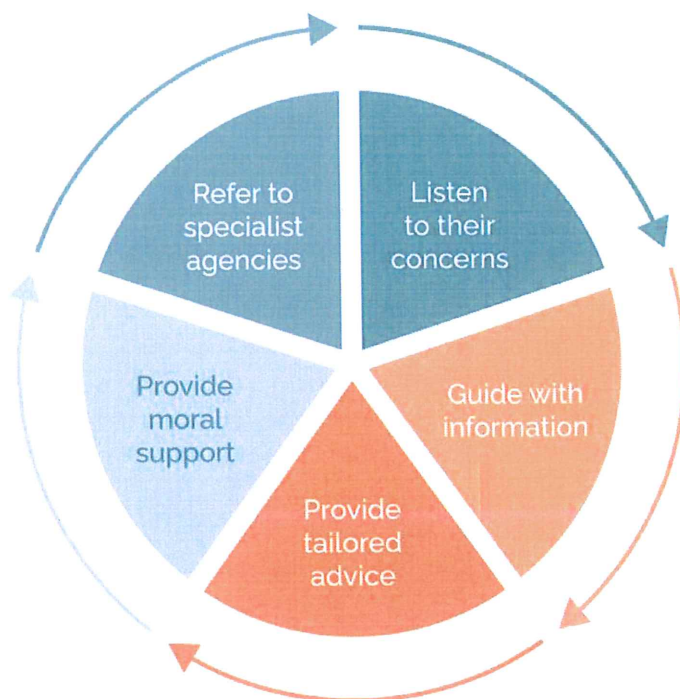 Refer to
specialist
agencies
Listen
to their
concerns
Guide with
information
Provide
tailored
advice
Provide
moral
support